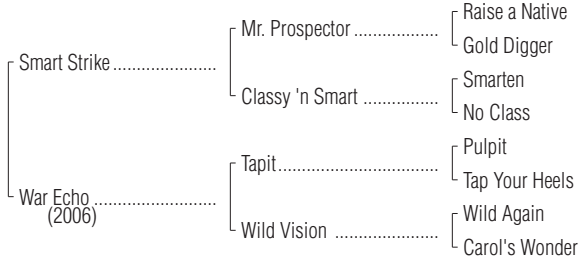 Raise a Native
Mr. Prospector
Gold Digger
Smart Strike
Smarten
Classy 'n Smart
No Class
Pulpit
Tapit
Tap Your Heels
War Echo
(2006)
Wild Again
Wild Vision
Carol's Wonder